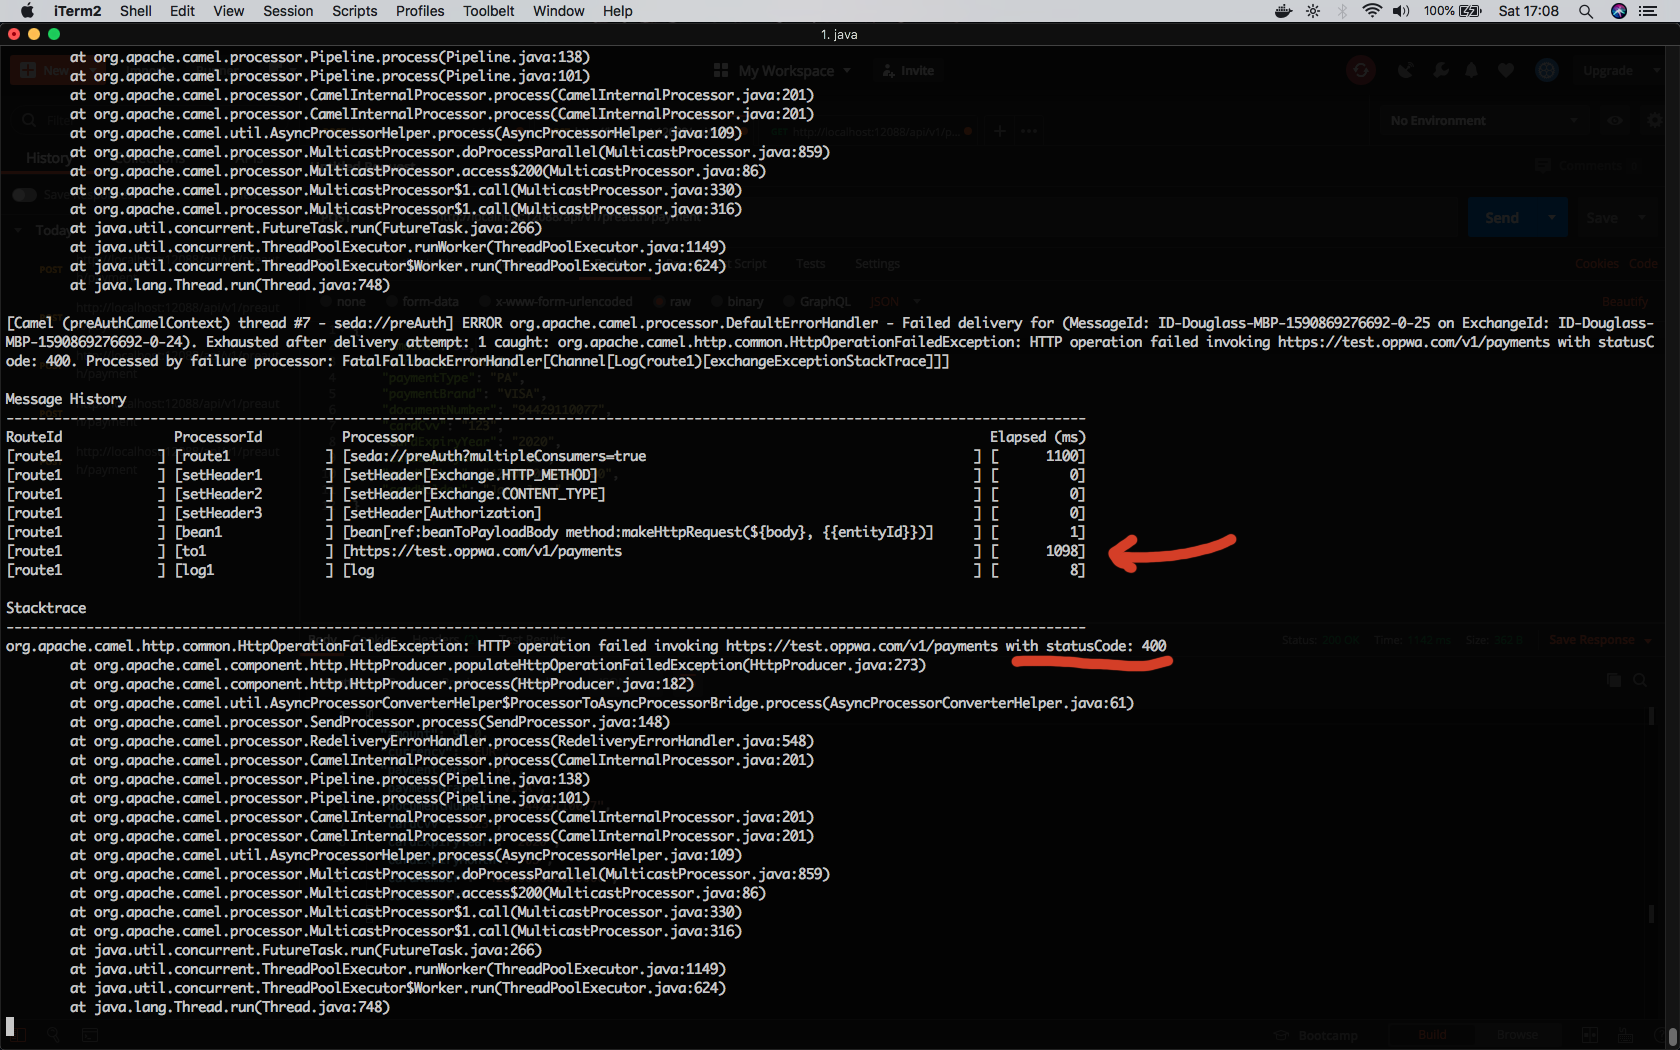 iTerm2 Shell Edit View Session Scripts Profiles Toolbelt Window Help 100% Sat 17:08
1. java
at org.apache.camel.processor.Pipeline.process(Pipeline.java:138)
at org.apache.camel.processor.Pipeline.process(Pipeline.java:101)
at org.apache.camel.processor.CamelInternalProcessor.process(CamelInternalProcessor.java:201)
at org.apache.camel.processor.CamelInternalProcessor.process(CamelInternalProcessor.java:201)
at org.apache.camel.util.AsyncProcessorHelper.process(AsyncProcessorHelper.java:109)
at org.apache.camel.processor.MulticastProcessor.doProcessParallel(MulticastProcessor.java:859)
at org.apache.camel.processor.MulticastProcessor.access$200(MulticastProcessor.java:86)
at org.apache.camel.processor.MulticastProcessor$1.call(MulticastProcessor.java:330)
at org.apache.camel.processor.MulticastProcessor$1.call(MulticastProcessor.java:316)
at java.util.concurrent.FutureTask.run(FutureTask.java:266)
at java.util.concurrent.ThreadPoolExecutor.runWorker(ThreadPoolExecutor.java:1149)
at java.util.concurrent.ThreadPoolExecutor$Worker.run(ThreadPoolExecutor.java:624)
at java.lang.Thread.run(Thread.java:748)
[Camel (preAuthCamelContext) thread #7 - seda://preAuth] ERROR org.apache.camel.processor.DefaultErrorHandler - Failed delivery for (MessageId: ID-Douglass-
MBP-1590869276692-0-25 on ExchangeId: ID-Douglass-MBP-1590869276692-0-24). Exhausted after delivery attempt: 1 caught: org.apache.camel.http.common.HttpOperationFailedException: HTTP operation failed invoking https://test.oppwa.com/v1/payments with statusC
ode: 400. Processed by failure processor: FatalFallbackErrorHandler[Channel[Log(route1)[exchangeExceptionStackTrace]]]
Message History
---------------------------------------------------------------------------------------------------------------------------------------
RouteId ProcessorId Processor Elapsed (ms)
[route1 ] [route1 ] [seda://preAuth?multipleConsumers=true ] [ 1100]
[route1 ] [setHeader1 ] [setHeader[Exchange.HTTP_METHOD] ] [ 0]
[route1 ] [setHeader2 ] [setHeader[Exchange.CONTENT_TYPE] ] [ 0]
[route1 ] [setHeader3 ] [setHeader[Authorization] ] [ 0]
[route1 ] [bean1 ] [bean[ref:beanToPayloadBody method:makeHttpRequest(${body}, {{entityId}})] ] [ 1]
[route1 ] [to1 ] [https://test.oppwa.com/v1/payments ] [ 1098]
[route1 ] [log1 ] [log ] [ 8]
Stacktrace
---------------------------------------------------------------------------------------------------------------------------------------
org.apache.camel.http.common.HttpOperationFailedException: HTTP operation failed invoking https://test.oppwa.com/v1/payments with statusCode: 400
at org.apache.camel.component.http.HttpProducer.populateHttpOperationFailedException(HttpProducer.java:273)
at org.apache.camel.component.http.HttpProducer.process(HttpProducer.java:182)
at org.apache.camel.util.AsyncProcessorConverterHelper$ProcessorToAsyncProcessorBridge.process(AsyncProcessorConverterHelper.java:61)
at org.apache.camel.processor.SendProcessor.process(SendProcessor.java:148)
at org.apache.camel.processor.RedeliveryErrorHandler.process(RedeliveryErrorHandler.java:548)
at org.apache.camel.processor.CamelInternalProcessor.process(CamelInternalProcessor.java:201)
at org.apache.camel.processor.Pipeline.process(Pipeline.java:138)
at org.apache.camel.processor.Pipeline.process(Pipeline.java:101)
at org.apache.camel.processor.CamelInternalProcessor.process(CamelInternalProcessor.java:201)
at org.apache.camel.processor.CamelInternalProcessor.process(CamelInternalProcessor.java:201)
at org.apache.camel.util.AsyncProcessorHelper.process(AsyncProcessorHelper.java:109)
at org.apache.camel.processor.MulticastProcessor.doProcessParallel(MulticastProcessor.java:859)
at org.apache.camel.processor.MulticastProcessor.access$200(MulticastProcessor.java:86)
at org.apache.camel.processor.MulticastProcessor$1.call(MulticastProcessor.java:330)
at org.apache.camel.processor.MulticastProcessor$1.call(MulticastProcessor.java:316)
at java.util.concurrent.FutureTask.run(FutureTask.java:266)
at java.util.concurrent.ThreadPoolExecutor.runWorker(ThreadPoolExecutor.java:1149)
at java.util.concurrent.ThreadPoolExecutor$Worker.run(ThreadPoolExecutor.java:624)
at java.lang.Thread.run(Thread.java:748)